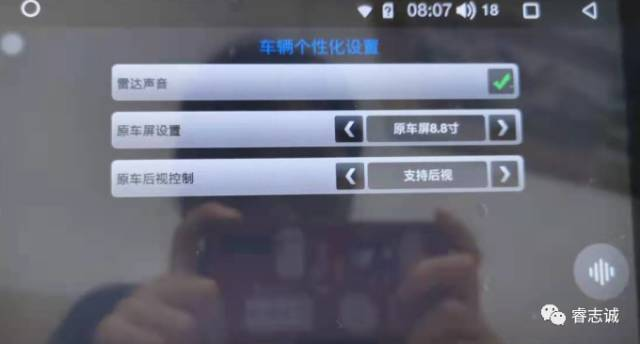 08:07 18
车辆个性化设置
雷达声音
原车屏设置 原车屏8.8寸
原车后视控制 支持后视
睿志诚